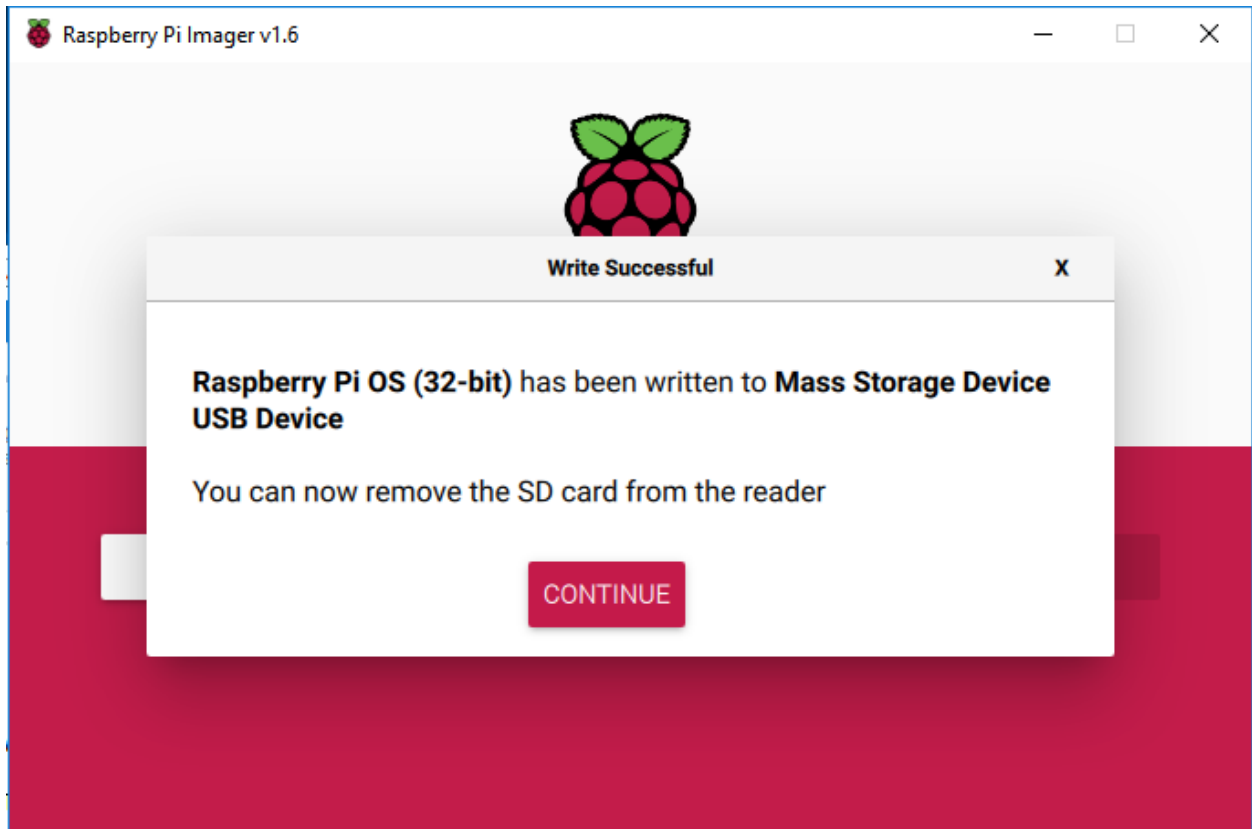 Raspberry Pi Imager v1.6
Write Successful
X
Raspberry Pi OS (32-bit) has been written to Mass Storage Device
USB Device
You can now remove the SD card from the reader
CONTINUE